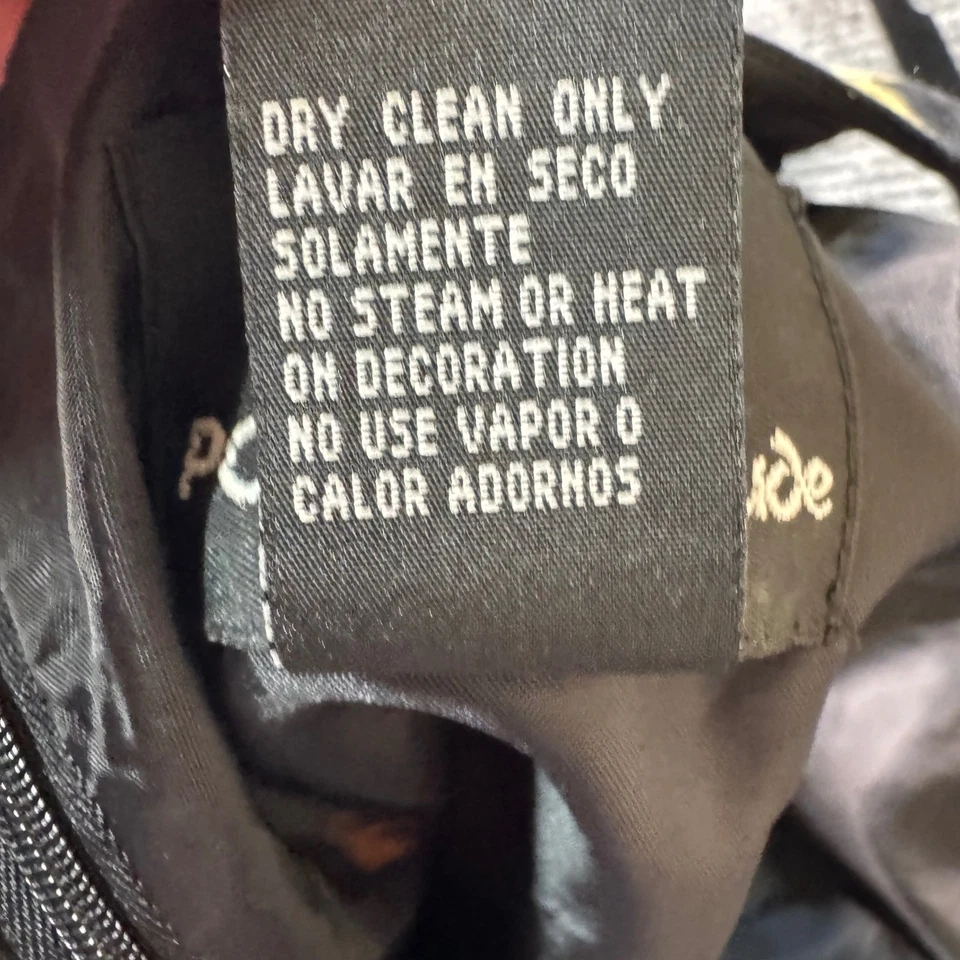 DRY CLEAN ONLY
LAVAR EN SECO
SOLAMENTE
NO STEAM OR HEAT
ON DECORATION
NO USE VAPOR O
CALOR ADORNOS